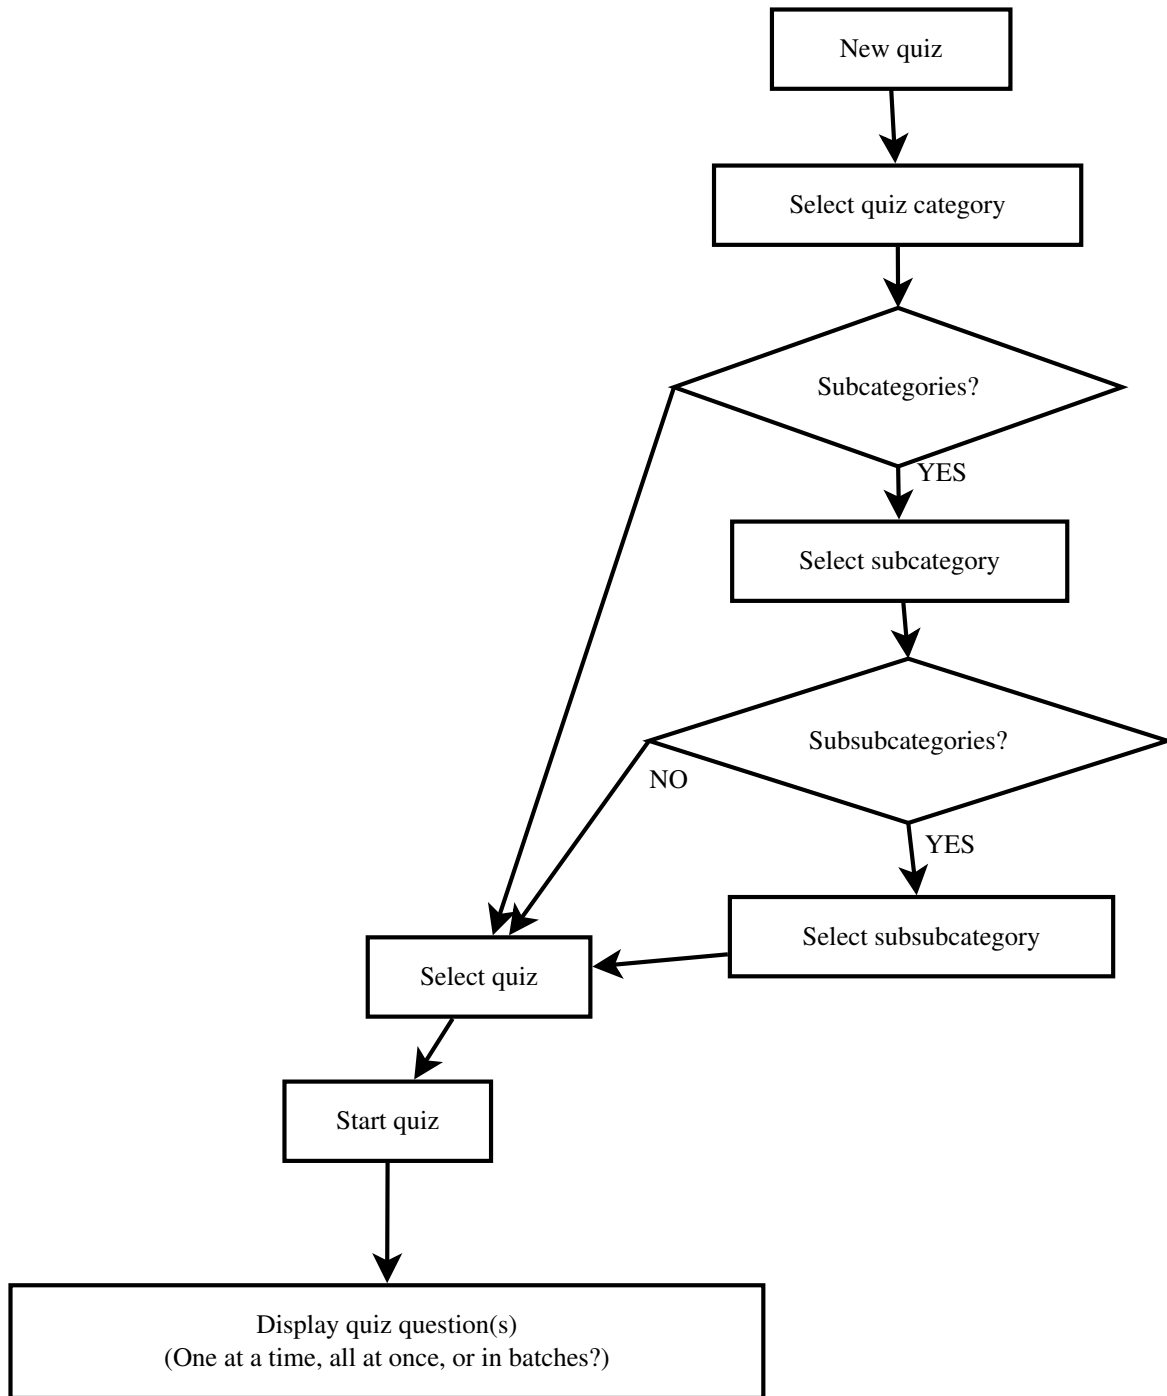 New quiz
Select quiz category
Subcategories?
YES
Select subcategory
Subsubcategories?
NO
YES
Select subsubcategory
Select quiz
Start quiz
Display quiz question(s)
(One at a time, all at once, or in batches?)